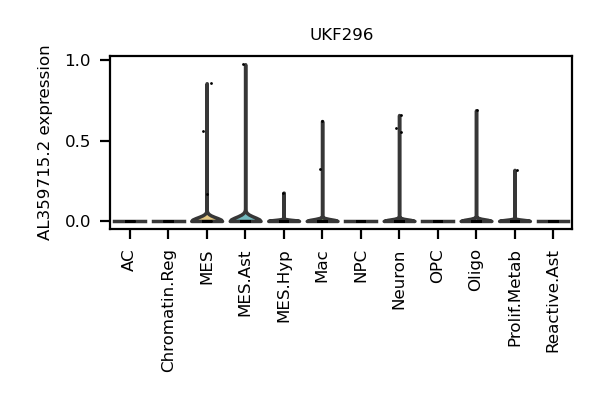 UKF296
AL359715.2 expression
1.0
0.5
0.0
AC
Chromatin.Reg
MES
MES.Ast
MES.Hyp
Mac
NPC
Neuron
OPC
Oligo
Prolif.Metab
Reactive.Ast